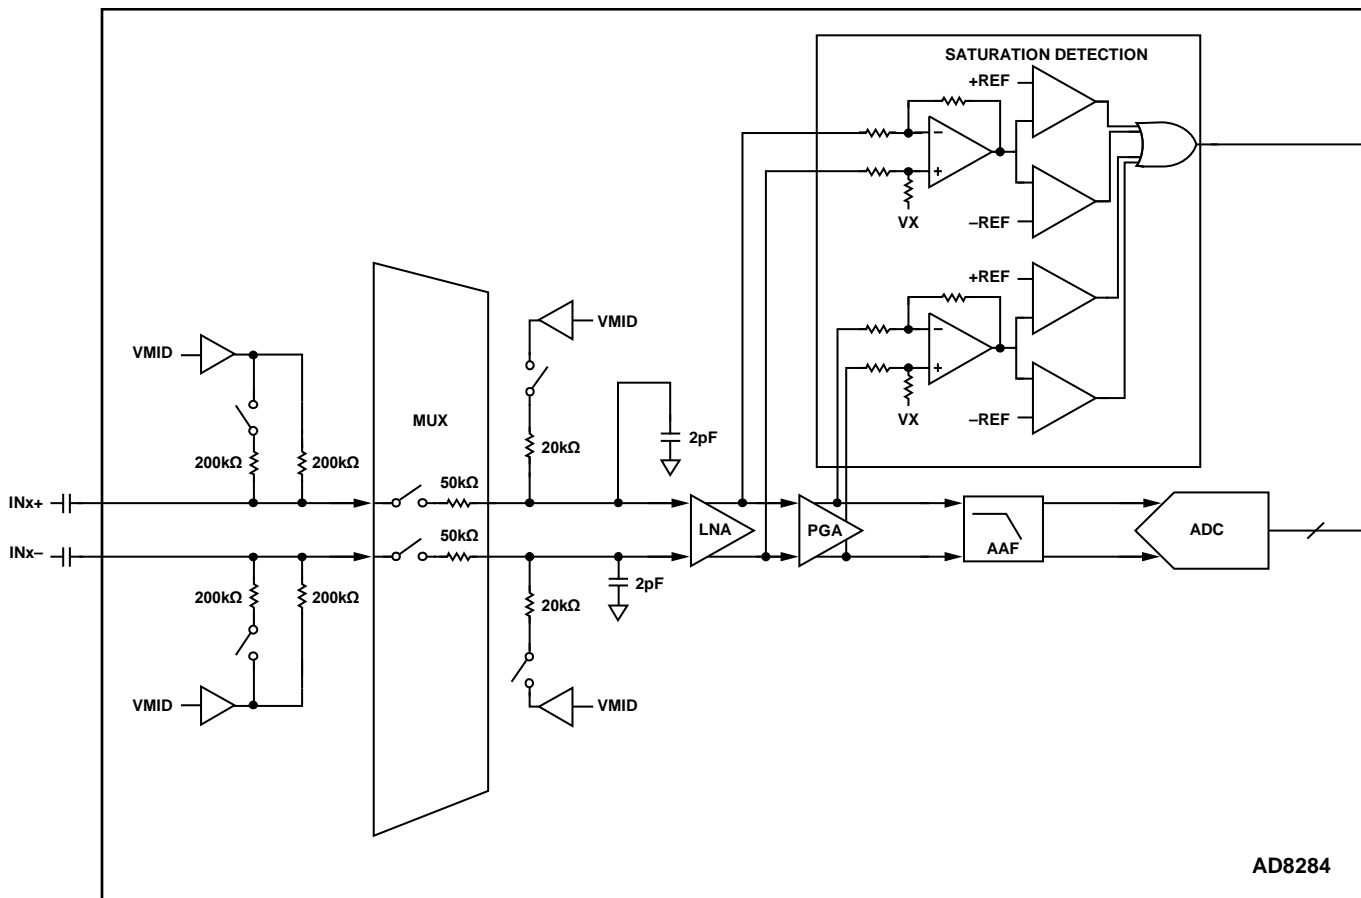 SATURATION DETECTION
+REF
−
+
VX
−REF
+REF
−
+
VX
−REF
VMID
VMID
MUX
2pF
20kΩ
200kΩ
200kΩ
50kΩ
INx+
LNA
PGA
AAF
ADC
50kΩ
INx−
2pF
200kΩ
200kΩ
20kΩ
VMID
VMID
AD8284